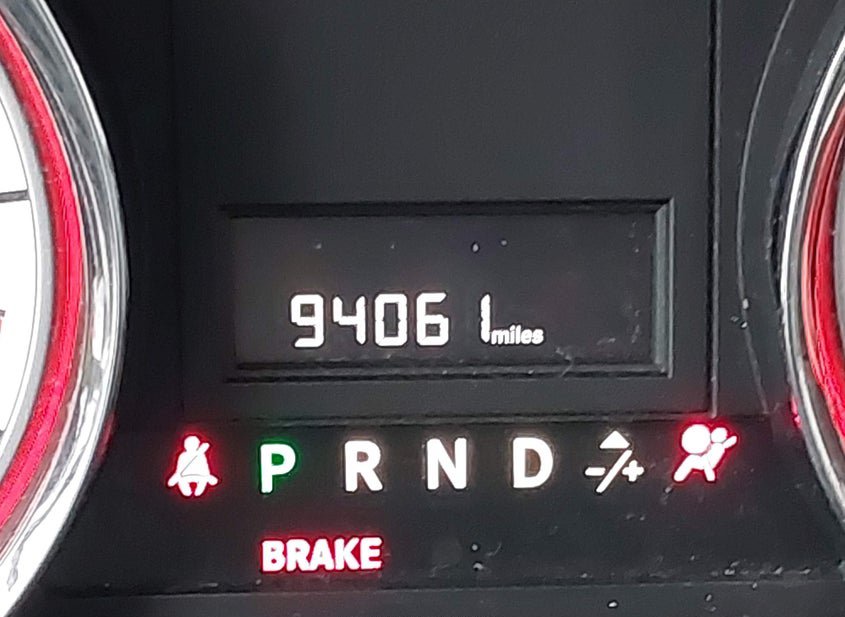 94061 miles
P R N D -/+
BRAKE